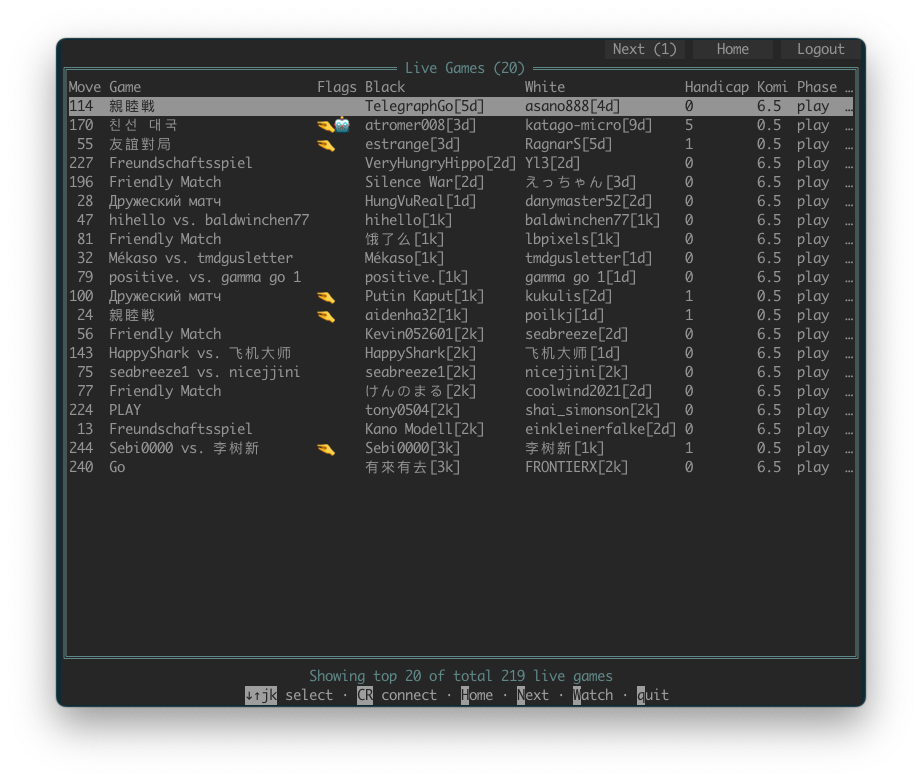 Next (1) Home Logout
Live Games (20)
Move Game Flags Black White Handicap Komi Phase …
114 親睦戦 TelegraphGo[5d] asano888[4d] 0 6.5 play …
170 친선 대국 atromer008[3d] katago-micro[9d] 5 0.5 play …
55 友誼對局 estrange[3d] RagnarS[5d] 1 0.5 play …
227 Freundschaftsspiel VeryHungryHippo[2d] Yl3[2d] 0 6.5 play …
196 Friendly Match Silence War[2d] えっちゃん[3d] 0 6.5 play …
28 Дружеский матч HungVuReal[1d] danymaster52[2d] 0 6.5 play …
47 hihello vs. baldwinchen77 hihello[1k] baldwinchen77[1k] 0 6.5 play …
81 Friendly Match 饿了么[1k] lbpixels[1k] 0 6.5 play …
32 Mékaso vs. tmdgusletter Mékaso[1k] tmdgusletter[1d] 0 6.5 play …
79 positive. vs. gamma go 1 positive.[1k] gamma go 1[1d] 0 6.5 play …
100 Дружеский матч Putin Kaput[1k] kukulis[2d] 1 0.5 play …
24 親睦戦 aidenha32[1k] poilkj[1d] 1 0.5 play …
56 Friendly Match Kevin052601[2k] seabreeze[2d] 0 6.5 play …
143 HappyShark vs. 飞机大师 HappyShark[2k] 飞机大师[1d] 0 6.5 play …
75 seabreeze1 vs. nicejjini seabreeze1[2k] nicejjini[2k] 0 6.5 play …
77 Friendly Match けんのまる[2k] coolwind2021[2d] 0 6.5 play …
224 PLAY tony0504[2k] shai_simonson[2k] 0 6.5 play …
13 Freundschaftsspiel Kano Modell[2k] einkleinerfalke[2d] 0 6.5 play …
244 Sebi0000 vs. 李树新 Sebi0000[3k] 李树新[1k] 1 0.5 play …
240 Go 有來有去[3k] FRONTIERX[2k] 0 6.5 play …
Showing top 20 of total 219 live games
↓↑jk select · CR connect · Home · Next · Watch · quit